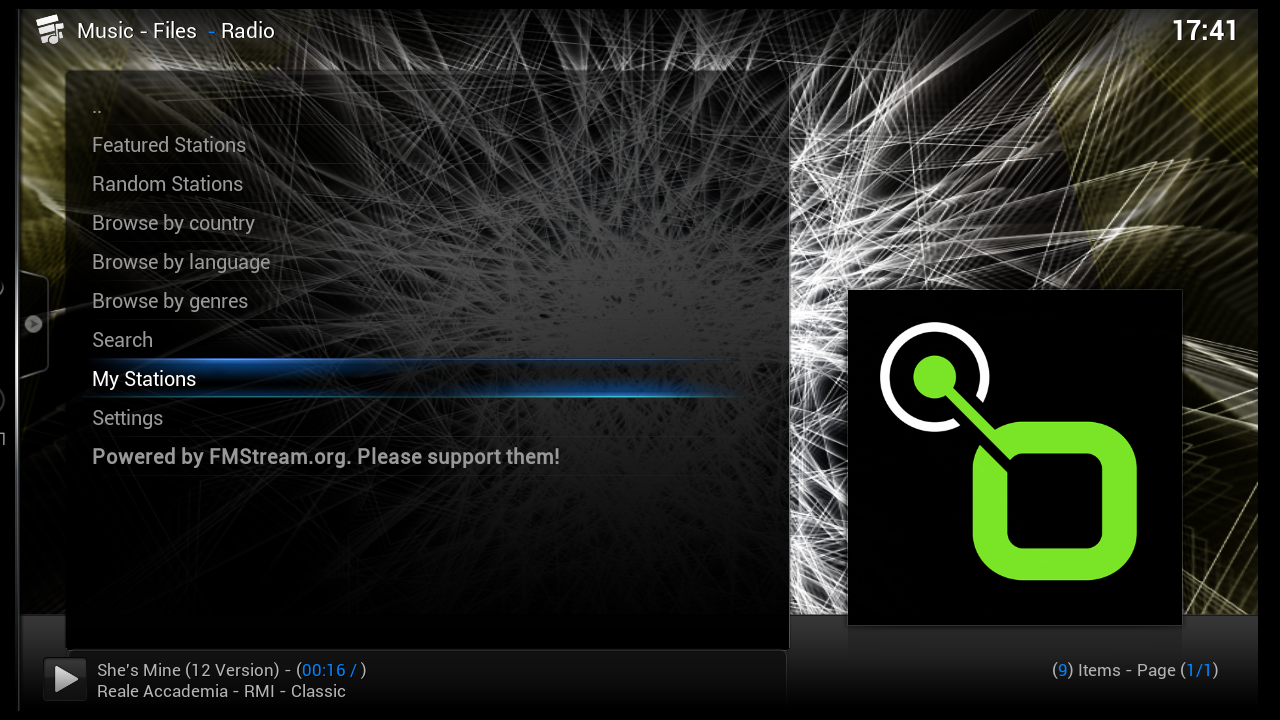 Music - Files - Radio
17:41
..
Featured Stations
Random Stations
Browse by country
Browse by language
Browse by genres
Search
My Stations
Settings
Powered by FMStream.org. Please support them!
She's Mine (12 Version) - (00:16 / )
Reale Accademia - RMI - Classic
(9) Items - Page (1/1)